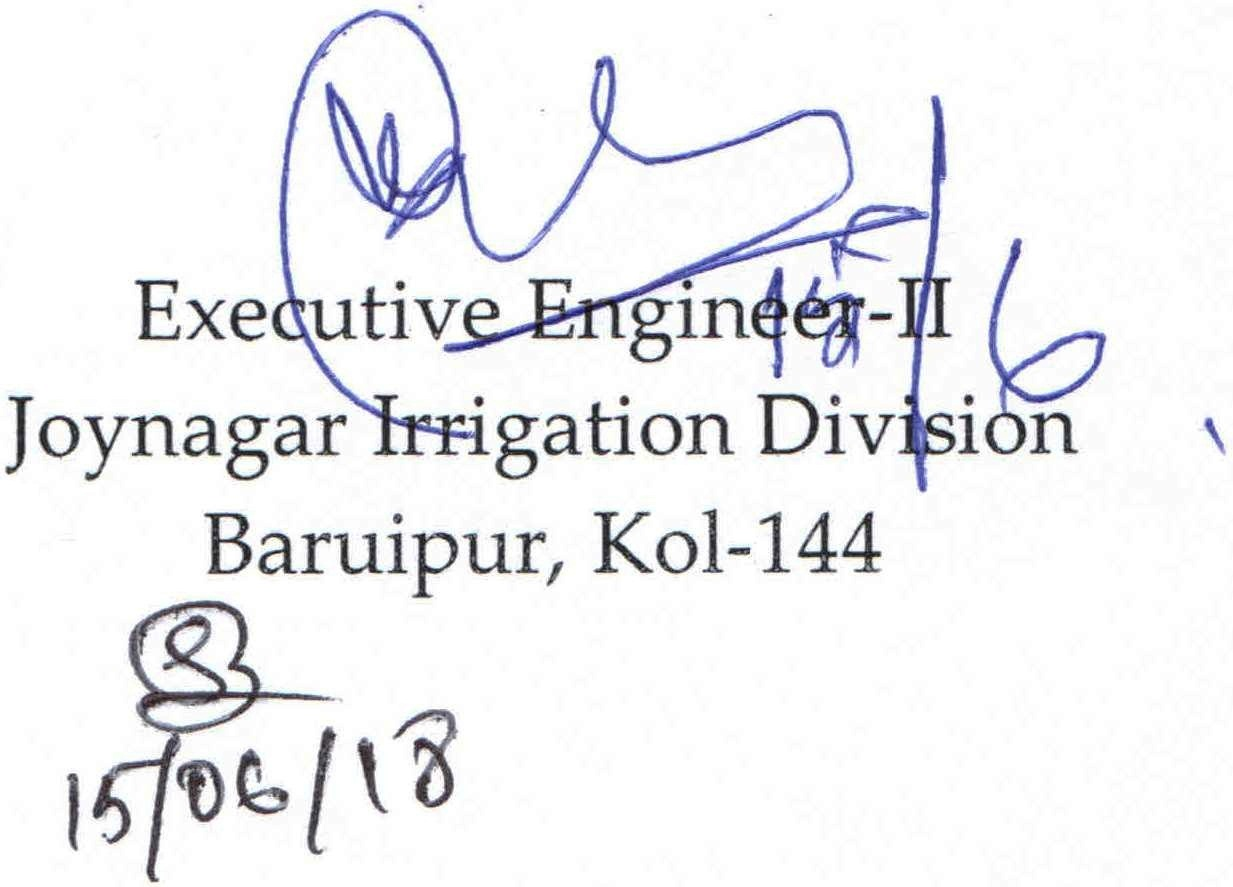 Executive Engineer-II
Joynagar Irrigation Division
Baruipur, Kol-144
15/06/18